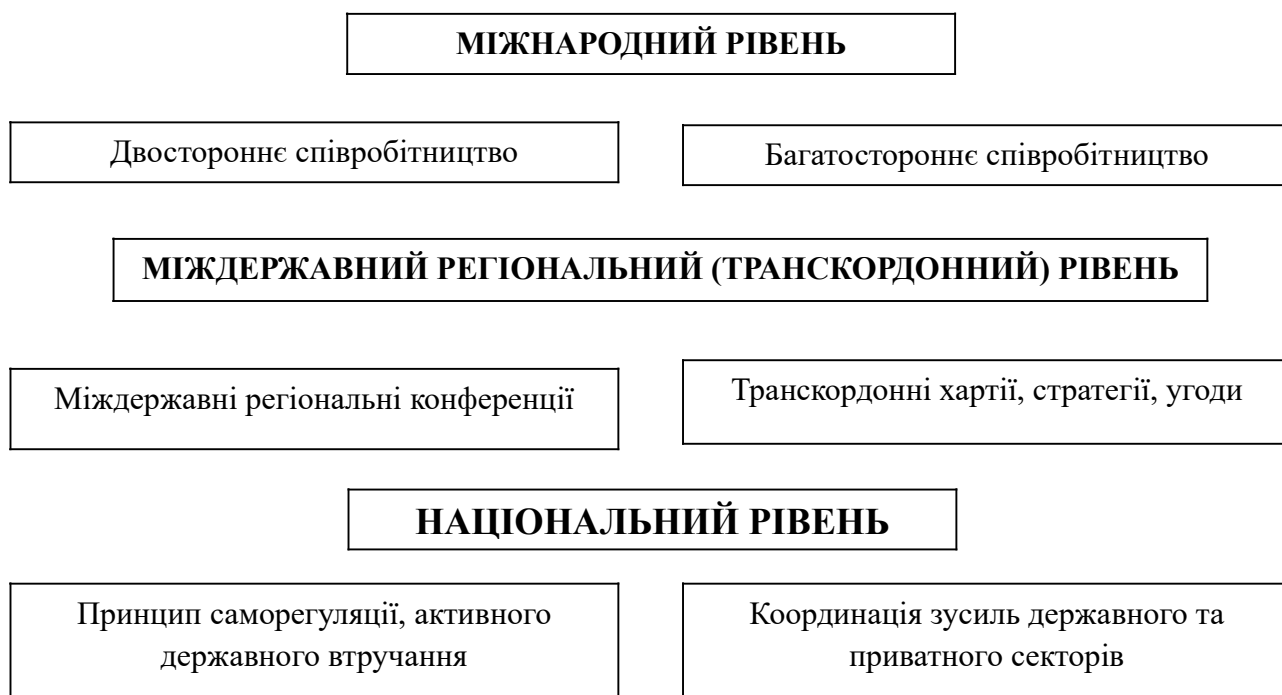 МІЖНАРОДНИЙ РІВЕНЬ
Двостороннє співробітництво
Багатостороннє співробітництво
МІЖДЕРЖАВНИЙ РЕГІОНАЛЬНИЙ (ТРАНСКОРДОННИЙ) РІВЕНЬ
Міждержавні регіональні конференції
Транскордонні хартії, стратегії, угоди
НАЦІОНАЛЬНИЙ РІВЕНЬ
Принцип саморегуляції, активного
державного втручання
Координація зусиль державного та
приватного секторів